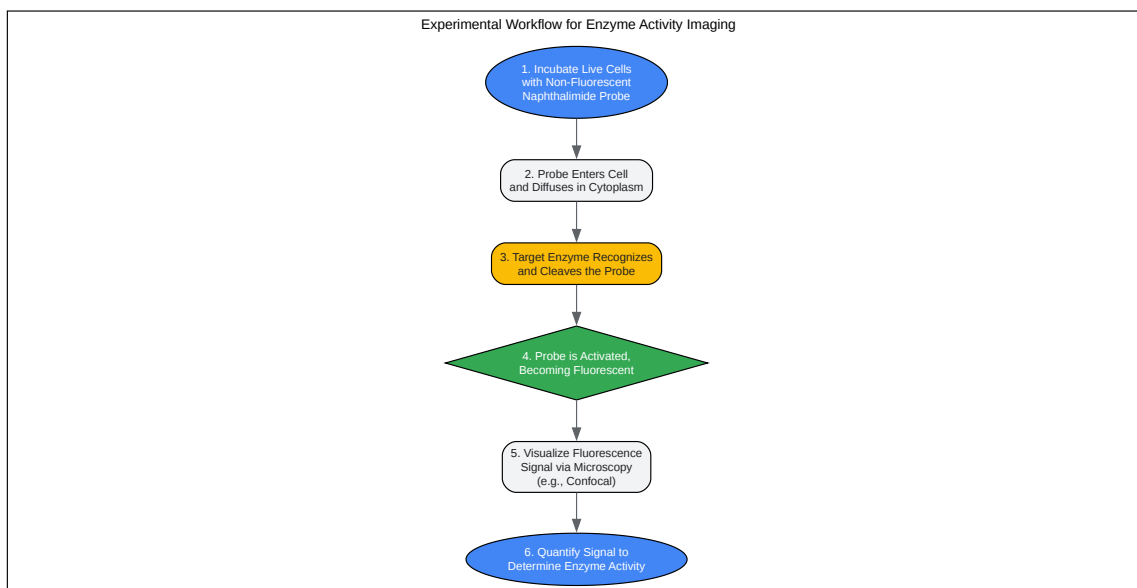 Experimental Workflow for Enzyme Activity Imaging
1. Incubate Live Cells
with Non-Fluorescent
Naphthalimide Probe
2. Probe Enters Cell
and Diffuses in Cytoplasm
3. Target Enzyme Recognizes
and Cleaves the Probe
4. Probe is Activated,
Becoming Fluorescent
5. Visualize Fluorescence
Signal via Microscopy
(e.g., Confocal)
6. Quantify Signal to
Determine Enzyme Activity